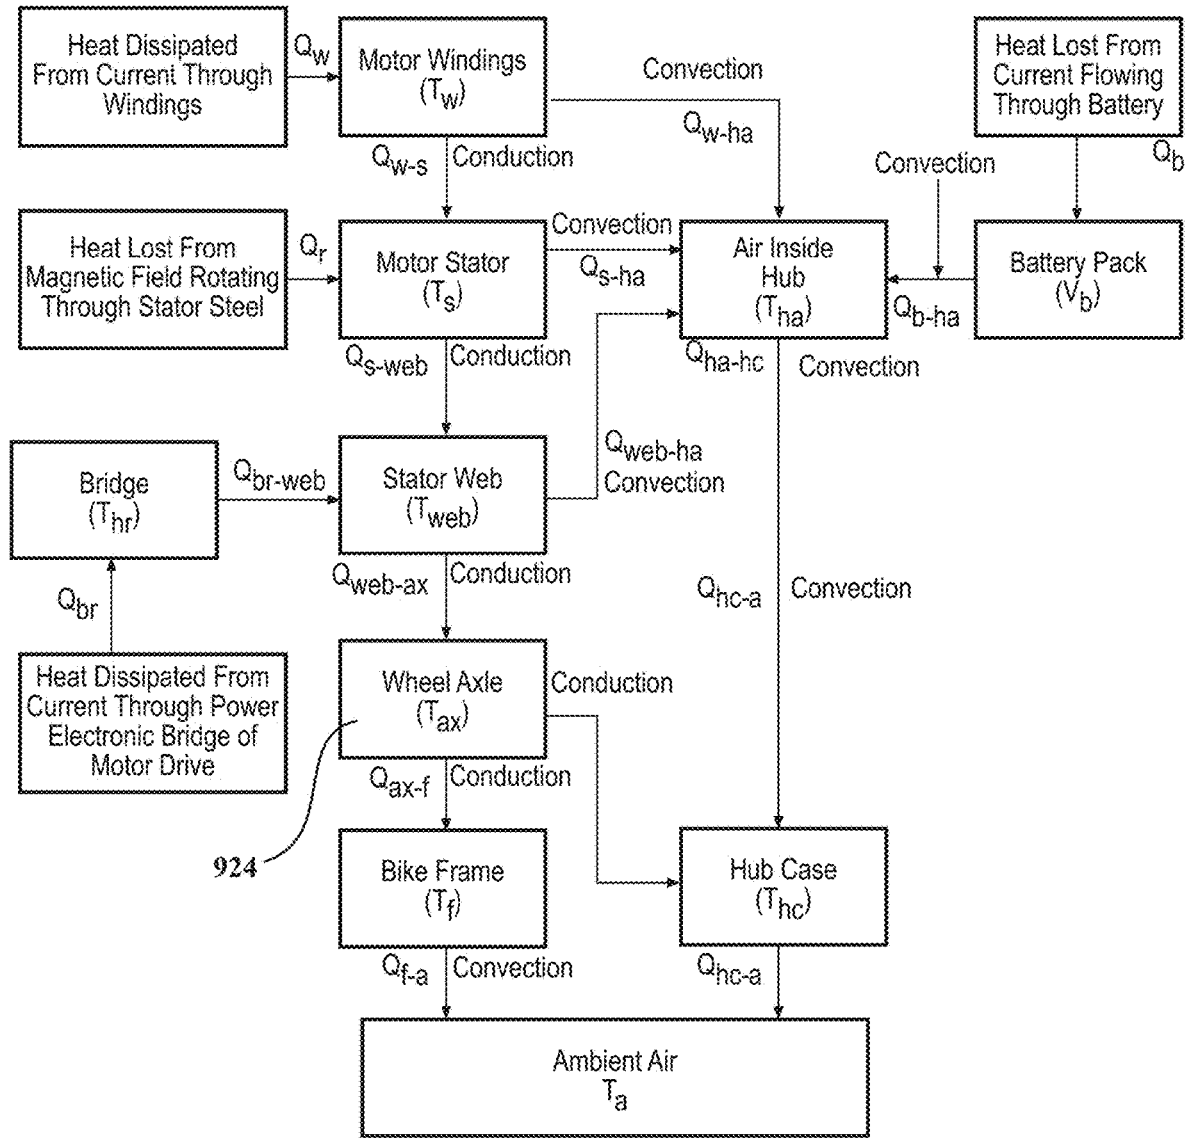 Heat Dissipated
From Current Through
Windings
Qw
Motor Windings
(Tw)
Convection
Qw-ha
Heat Lost From
Current Flowing
Through Battery
Qb
Qw-s
Conduction
Convection
Heat Lost From
Magnetic Field Rotating
Through Stator Steel
Qr
Motor Stator
(Ts)
Convection
Qs-ha
Air Inside
Hub
(Tha)
Qb-ha
Battery Pack
(Vb)
Qs-web
Conduction
Qha-hc
Convection
Bridge
(Thr)
Qbr-web
Stator Web
(Tweb)
Qweb-ha
Convection
Qbr
Qweb-ax
Conduction
Qhc-a
Convection
Heat Dissipated From
Current Through Power
Electronic Bridge of
Motor Drive
Wheel Axle
(Tax)
Conduction
Qax-f
Conduction
924
Bike Frame
(Tf)
Hub Case
(Thc)
Qf-a
Convection
Qhc-a
Ambient Air
Ta